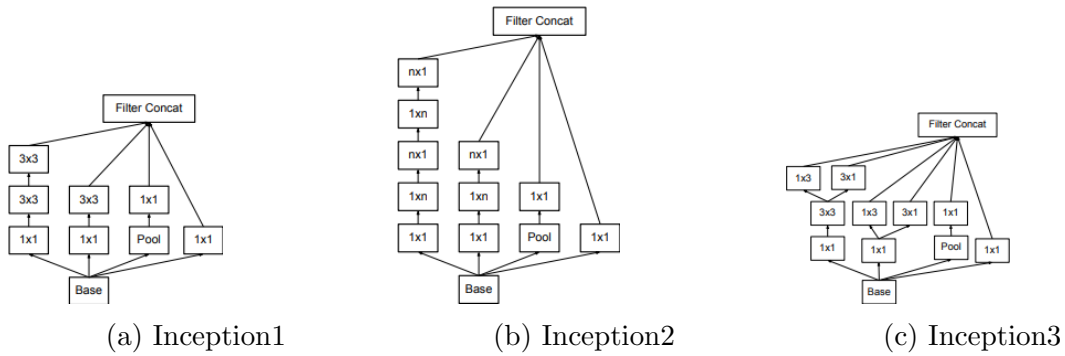 Filter Concat
3x3
3x3
3x3
1x1
1x1
1x1
Pool
1x1
Base
(a) Inception1
Filter Concat
nx1
1xn
nx1
nx1
1xn
1xn
1x1
1x1
1x1
Pool
1x1
Base
(b) Inception2
Filter Concat
1x3
3x1
3x3
1x3
3x1
1x1
1x1
1x1
Pool
1x1
Base
(c) Inception3